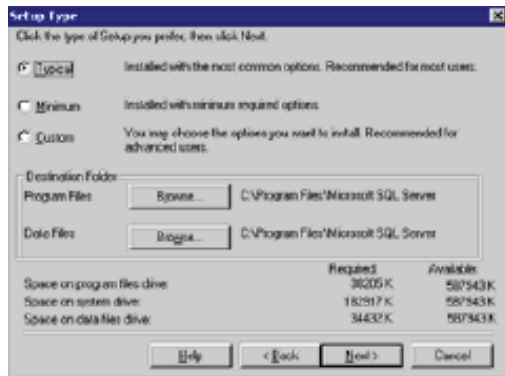 Setup Type
Click the type of Setup you prefer, then click Next.
Typical Installed with the most common options. Recommended for most users.
Minimum Installed with minimum required options
Custom You may choose the options you want to install. Recommended for
advanced users.
Destination Folder
Program Files Browse... C:\Program Files\Microsoft SQL Server
Data Files Browse... C:\Program Files\Microsoft SQL Server
Required: Available:
Space on program files drive: 38205 K 587943 K
Space on system drive: 182917 K 587943 K
Space on data files drive: 34432 K 587943 K
Help < Back Next > Cancel